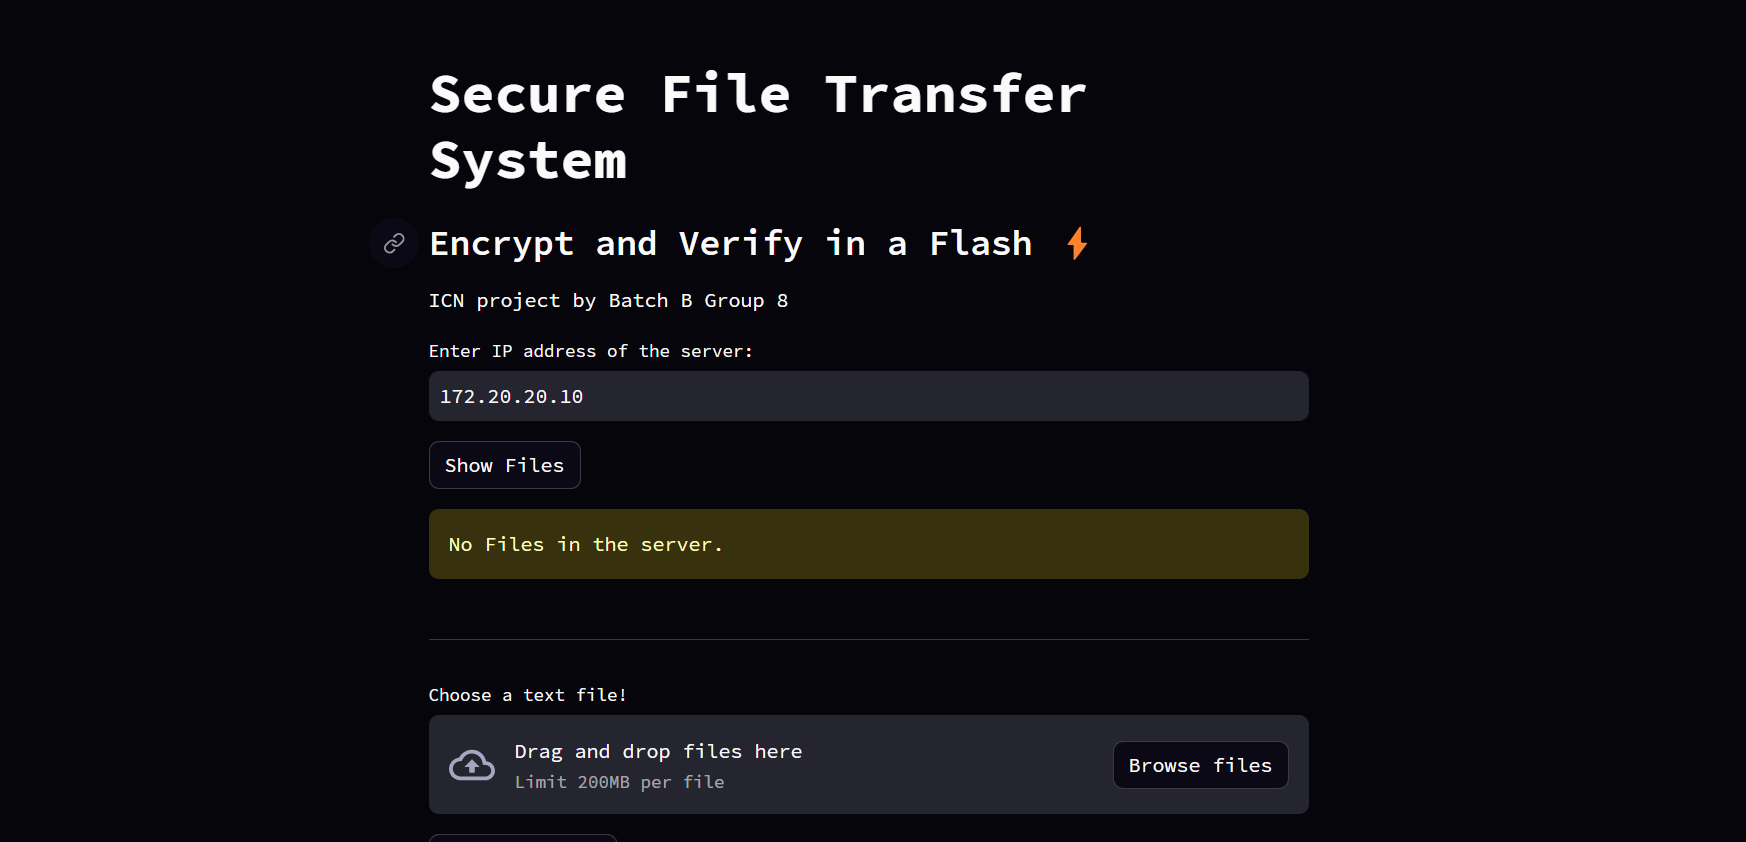 Secure File Transfer
System
Encrypt and Verify in a Flash ⚡
ICN project by Batch B Group 8
Enter IP address of the server:
172.20.20.10
Show Files
No Files in the server.
Choose a text file!
Drag and drop files here
Limit 200MB per file
Browse files